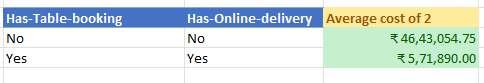 Has-Table-booking Has-Online-delivery Average cost of 2
No No ₹ 46,43,054.75
Yes Yes ₹ 5,71,890.00